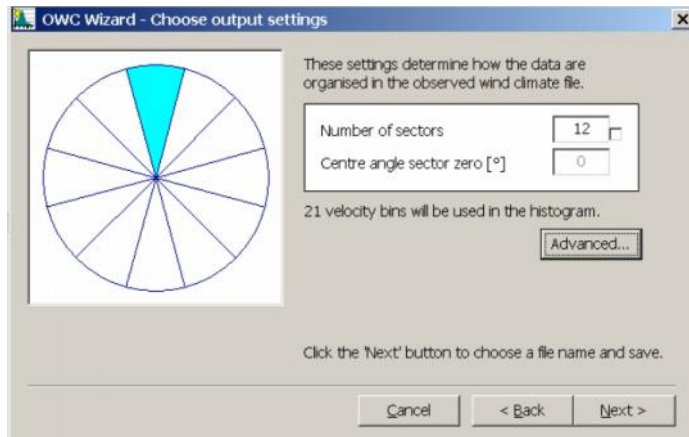 OWC Wizard - Choose output settings
These settings determine how the data are
organised in the observed wind climate file.
Number of sectors 12
Centre angle sector zero [°] 0
21 velocity bins will be used in the histogram.
Advanced...
Click the 'Next' button to choose a file name and save.
Cancel < Back Next >